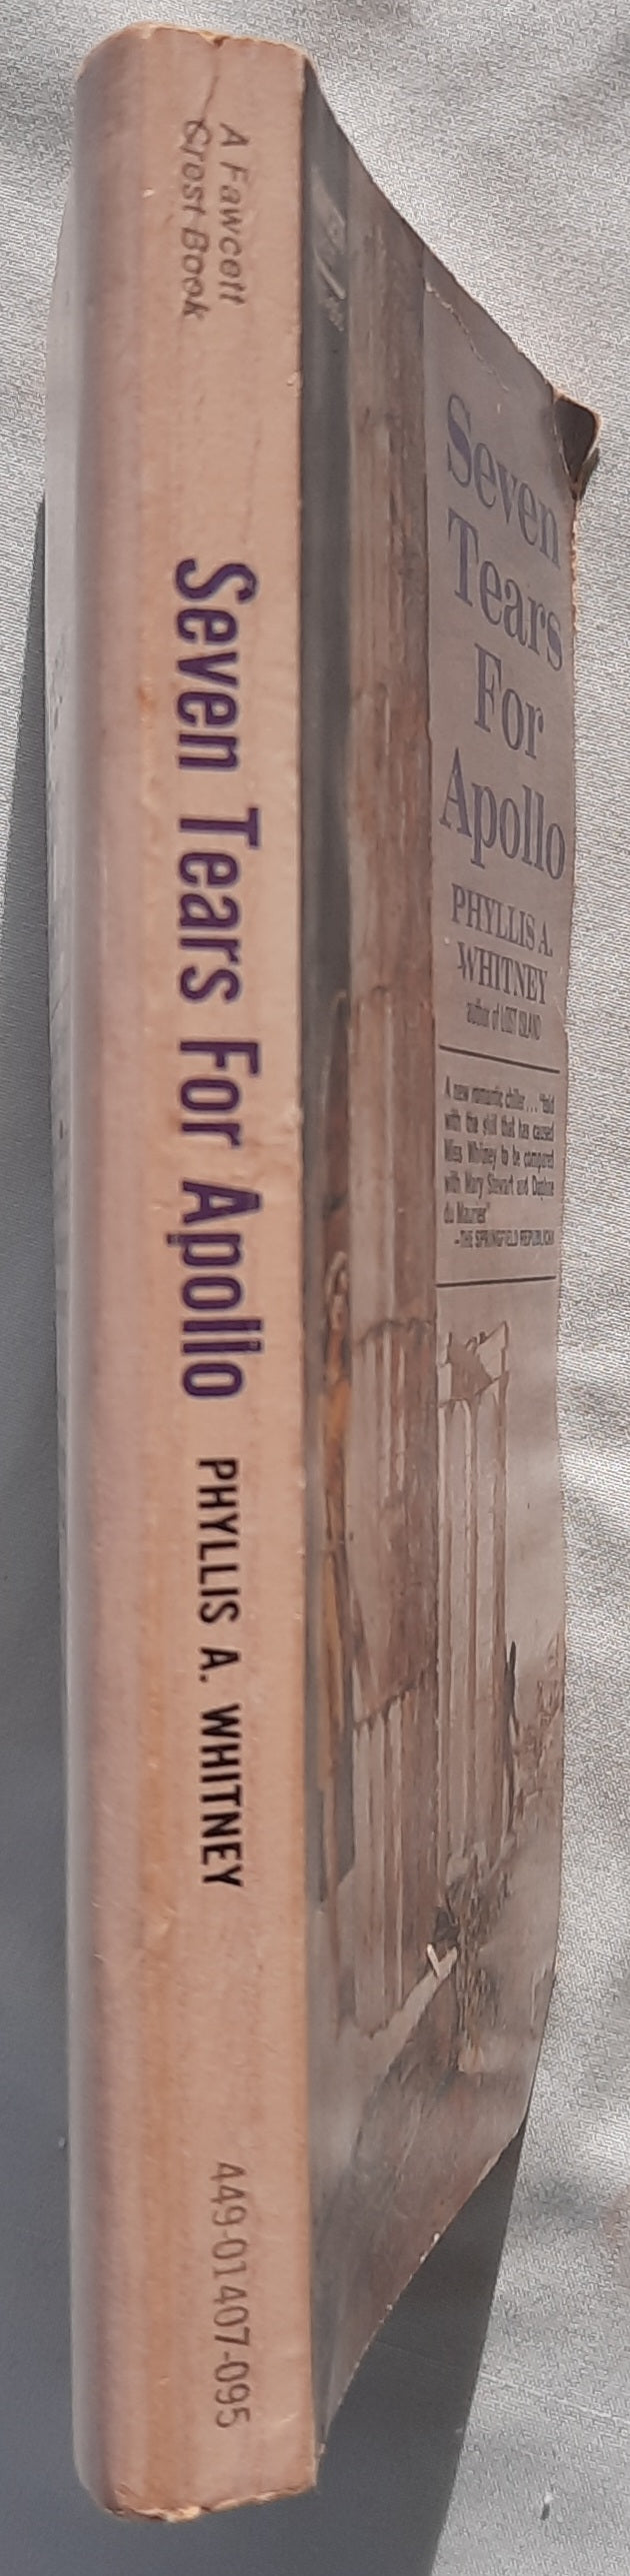 A Fawcett
Crest Book
Seven Tears For Apollo PHYLLIS A. WHITNEY
449-01407-095
Seven
Tears
For
Apollo
PHYLLIS A.
WHITNEY
author of LOST ISLAND
A new romantic chiller... "told
with the skill that has caused
Miss Whitney to be compared
with Mary Stewart and Daphne
du Maurier"
—THE SPRINGFIELD REPUBLICAN